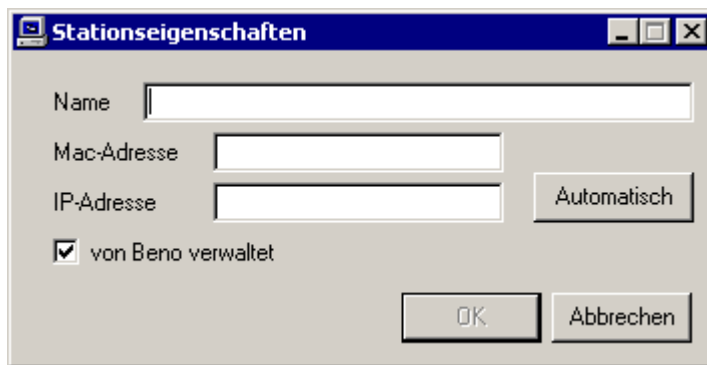 Stationseigenschaften
Name
Mac-Adresse
IP-Adresse
Automatisch
von Beno verwaltet
OK
Abbrechen